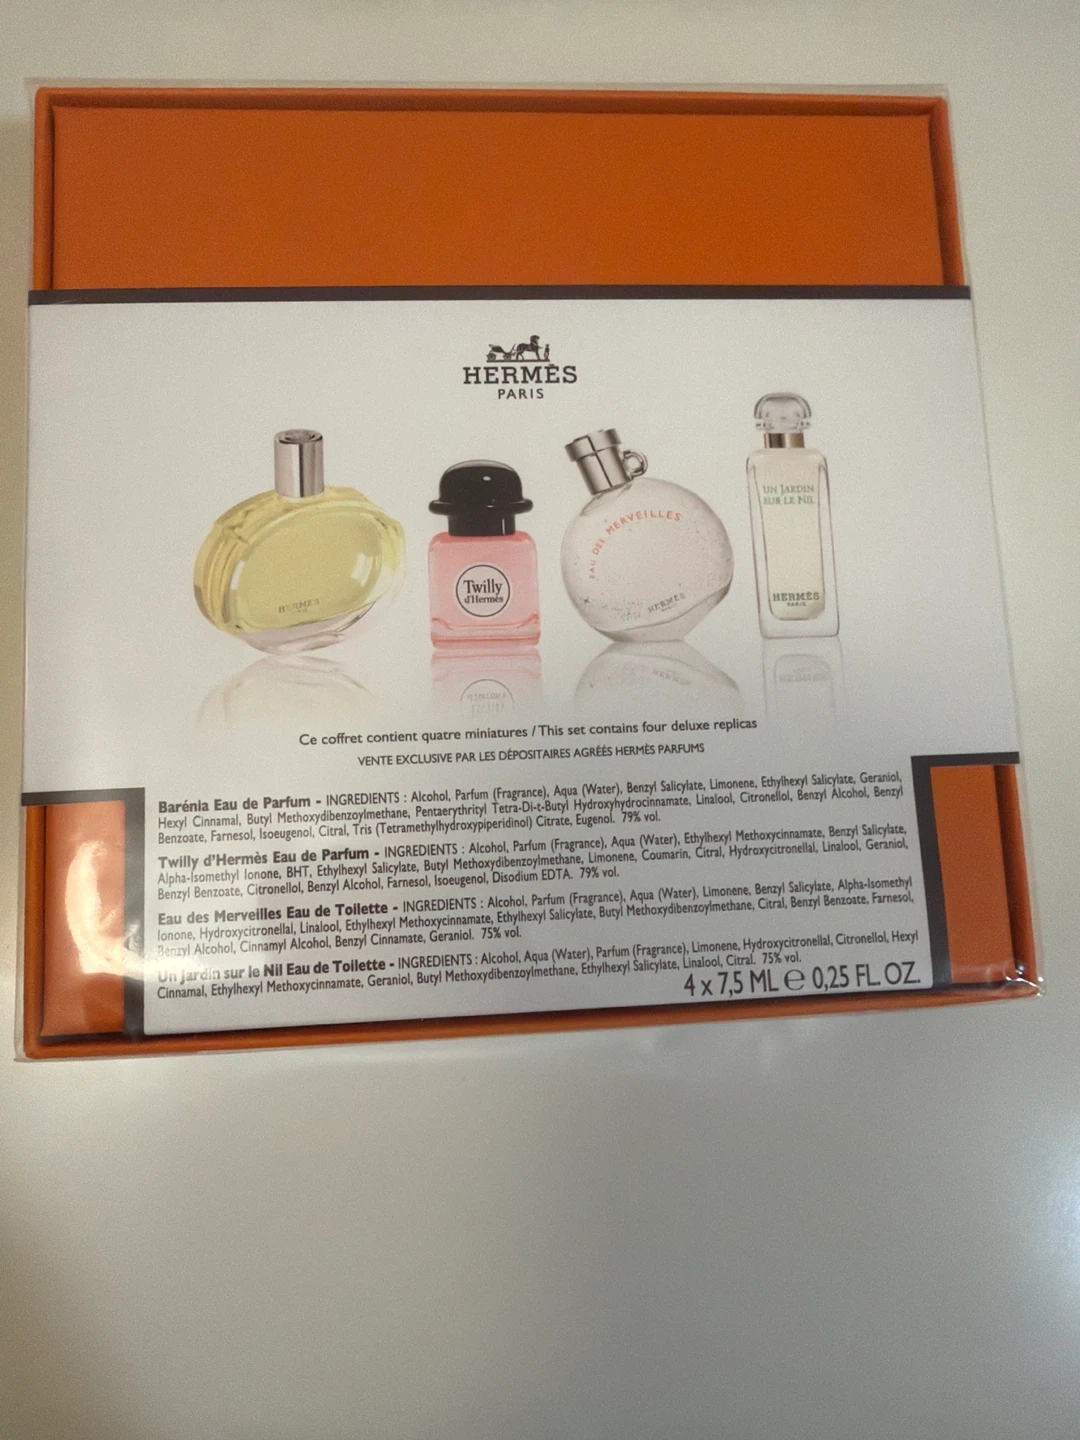 HERMÈS
PARIS
UN JARDIN
SUR LE NIL
EAU DES MERVEILLES
Twilly
d'Hermès
HERMES
HERMES
HERMÈS
PARIS
Ce coffret contient quatre miniatures / This set contains four deluxe replicas
VENTE EXCLUSIVE PAR LES DÉPOSITAIRES AGRÉÉS HERMÈS PARFUMS
Barénia Eau de Parfum - INGREDIENTS : Alcohol, Parfum (Fragrance), Aqua (Water), Benzyl Salicylate, Limonene, Ethylhexyl Salicylate, Geraniol,
Hexyl Cinnamal, Butyl Methoxydibenzoylmethane, Pentaerythrityl Tetra-Di-t-Butyl Hydroxyhydrocinnamate, Linalool, Citronellol, Benzyl Alcohol, Benzyl
Benzoate, Farnesol, Isoeugenol, Citral, Tris (Tetramethylhydroxypiperidinol) Citrate, Eugenol. 79% vol.
Twilly d'Hermès Eau de Parfum - INGREDIENTS : Alcohol, Parfum (Fragrance), Aqua (Water), Ethylhexyl Methoxycinnamate, Benzyl Salicylate,
Alpha-Isomethyl Ionone, BHT, Ethylhexyl Salicylate, Butyl Methoxydibenzoylmethane, Limonene, Coumarin, Citral, Hydroxycitronellal, Linalool, Geraniol,
Benzyl Benzoate, Citronellol, Benzyl Alcohol, Farnesol, Isoeugenol, Disodium EDTA. 79% vol.
Eau des Merveilles Eau de Toilette - INGREDIENTS : Alcohol, Parfum (Fragrance), Aqua (Water), Limonene, Benzyl Salicylate, Alpha-Isomethyl
Ionone, Hydroxycitronellal, Linalool, Ethylhexyl Methoxycinnamate, Ethylhexyl Salicylate, Butyl Methoxydibenzoylmethane, Citral, Benzyl Benzoate, Farnesol,
Benzyl Alcohol, Cinnamyl Alcohol, Benzyl Cinnamate, Geraniol. 75% vol.
Un Jardin sur le Nil Eau de Toilette - INGREDIENTS : Alcohol, Aqua (Water), Parfum (Fragrance), Limonene, Hydroxycitronellal, Citronellol, Hexyl
Cinnamal, Ethylhexyl Methoxycinnamate, Geraniol, Butyl Methoxydibenzoylmethane, Ethylhexyl Salicylate, Linalool, Citral. 75% vol.
4 x 7,5 ML ℮ 0,25 FL. OZ.